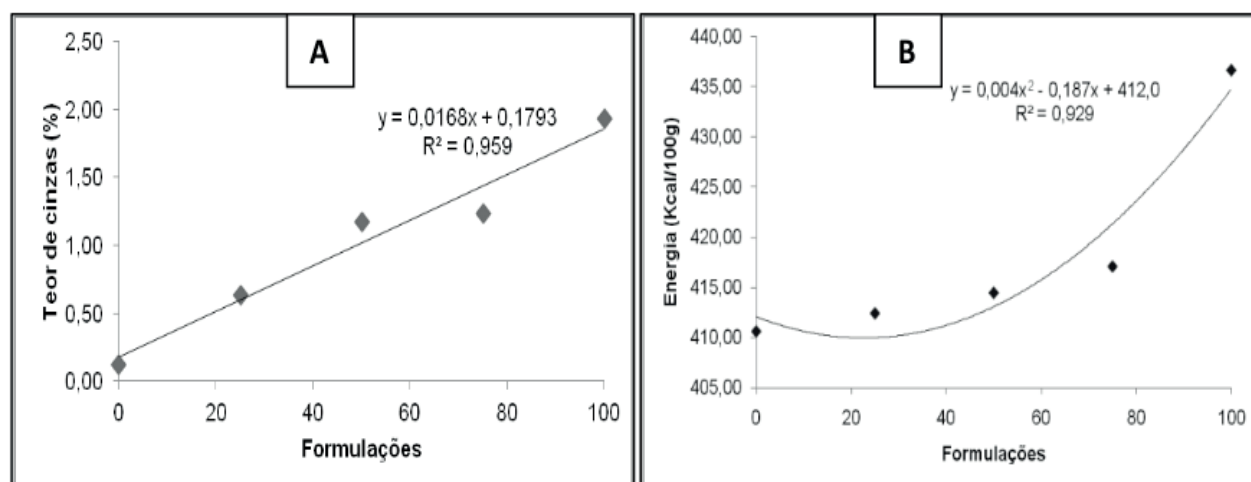 A
2,50
2,00
1,50
1,00
0,50
0,00
Teor de cinzas (%)
y = 0,0168x + 0,1793
R² = 0,959
0 20 40 60 80 100
Formulações
B
440,00
435,00
430,00
425,00
420,00
415,00
410,00
405,00
Energia (Kcal/100g)
y = 0,004x² - 0,187x + 412,0
R² = 0,929
0 20 40 60 80 100
Formulações